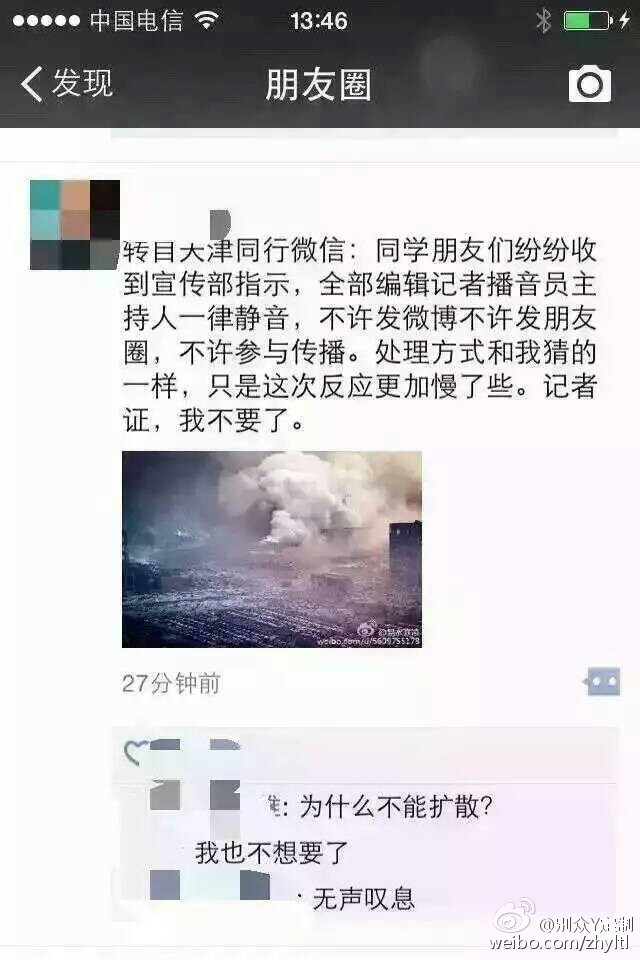 中国电信 13:46
发现 朋友圈
转自天津同行微信：同学朋友们纷纷收
到宣传部指示，全部编辑记者播音员主
持人一律静音，不许发微博不许发朋友
圈，不许参与传播。处理方式和我猜的
一样，只是这次反应更加慢了些。记者
证，我不要了。
27分钟前
: 为什么不能扩散?
我也不想要了
: 无声叹息
weibo.com/zhyltl